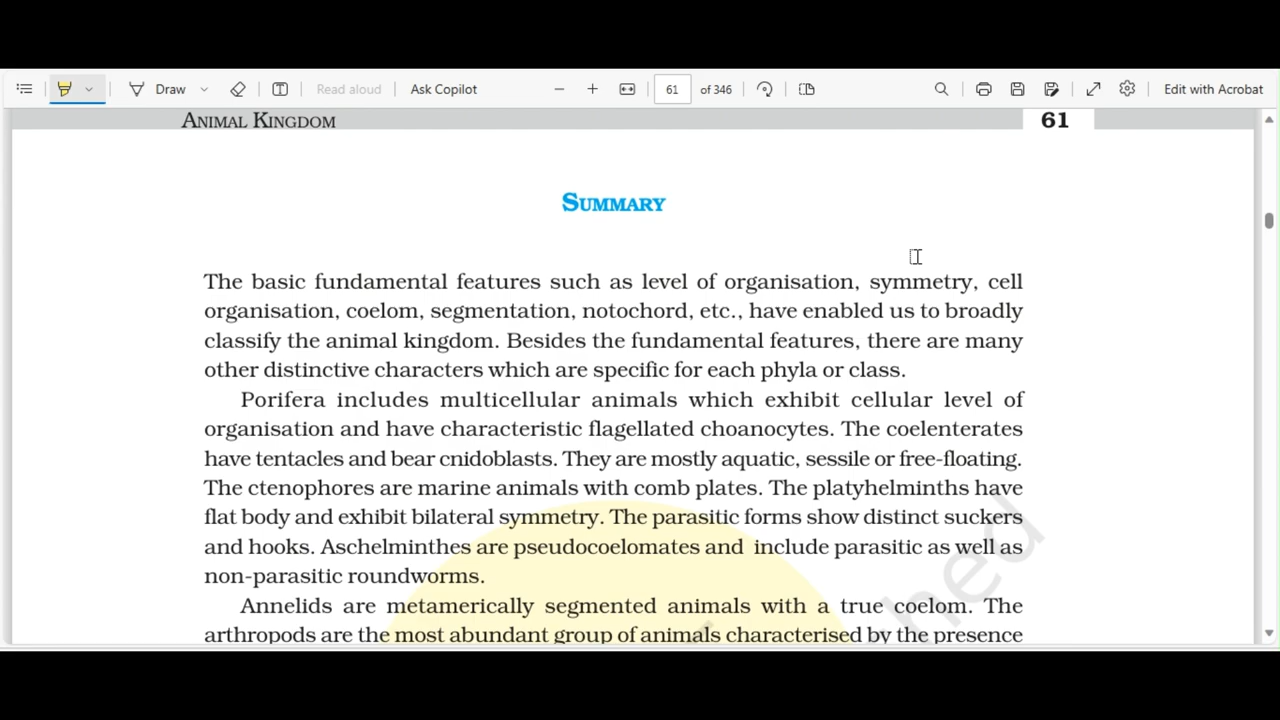 Draw
Read aloud
Ask Copilot
61 of 346
Edit with Acrobat
ANIMAL KINGDOM 61
SUMMARY
The basic fundamental features such as level of organisation, symmetry, cell
organisation, coelom, segmentation, notochord, etc., have enabled us to broadly
classify the animal kingdom. Besides the fundamental features, there are many
other distinctive characters which are specific for each phyla or class.
Porifera includes multicellular animals which exhibit cellular level of
organisation and have characteristic flagellated choanocytes. The coelenterates
have tentacles and bear cnidoblasts. They are mostly aquatic, sessile or free-floating.
The ctenophores are marine animals with comb plates. The platyhelminths have
flat body and exhibit bilateral symmetry. The parasitic forms show distinct suckers
and hooks. Aschelminthes are pseudocoelomates and include parasitic as well as
non-parasitic roundworms.
Annelids are metamerically segmented animals with a true coelom. The
arthropods are the most abundant group of animals characterised by the presence